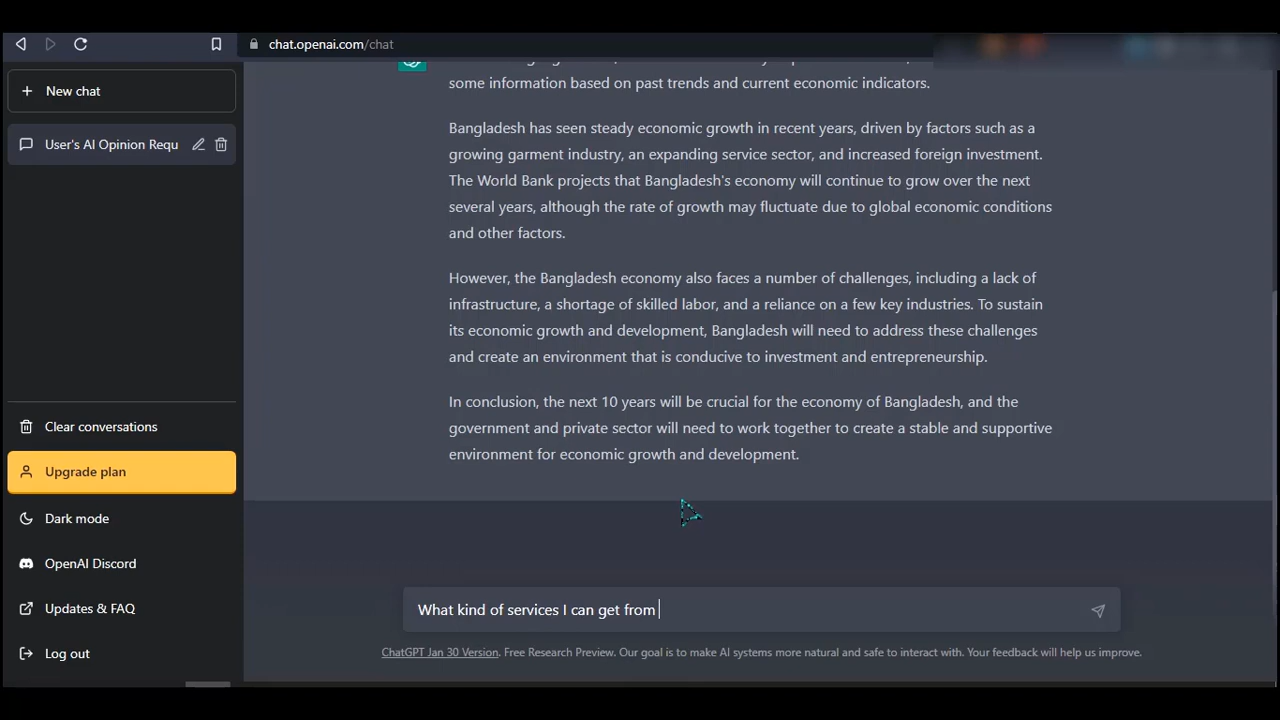 chat.openai.com/chat
New chat
User's AI Opinion Requ
Clear conversations
Upgrade plan
Dark mode
OpenAI Discord
Updates & FAQ
Log out
some information based on past trends and current economic indicators.
Bangladesh has seen steady economic growth in recent years, driven by factors such as a
growing garment industry, an expanding service sector, and increased foreign investment.
The World Bank projects that Bangladesh's economy will continue to grow over the next
several years, although the rate of growth may fluctuate due to global economic conditions
and other factors.
However, the Bangladesh economy also faces a number of challenges, including a lack of
infrastructure, a shortage of skilled labor, and a reliance on a few key industries. To sustain
its economic growth and development, Bangladesh will need to address these challenges
and create an environment that is conducive to investment and entrepreneurship.
In conclusion, the next 10 years will be crucial for the economy of Bangladesh, and the
government and private sector will need to work together to create a stable and supportive
environment for economic growth and development.
What kind of services I can get from
ChatGPT Jan 30 Version. Free Research Preview. Our goal is to make AI systems more natural and safe to interact with. Your feedback will help us improve.